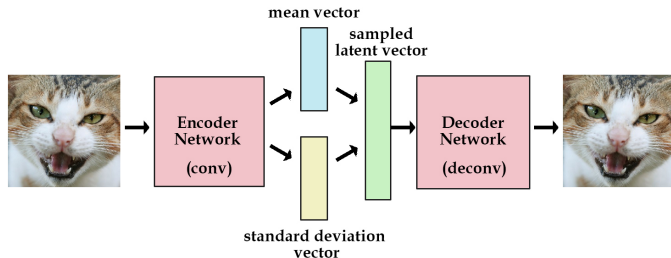 mean vector
sampled
latent vector
Encoder
Network
(conv)
Decoder
Network
(deconv)
standard deviation
vector